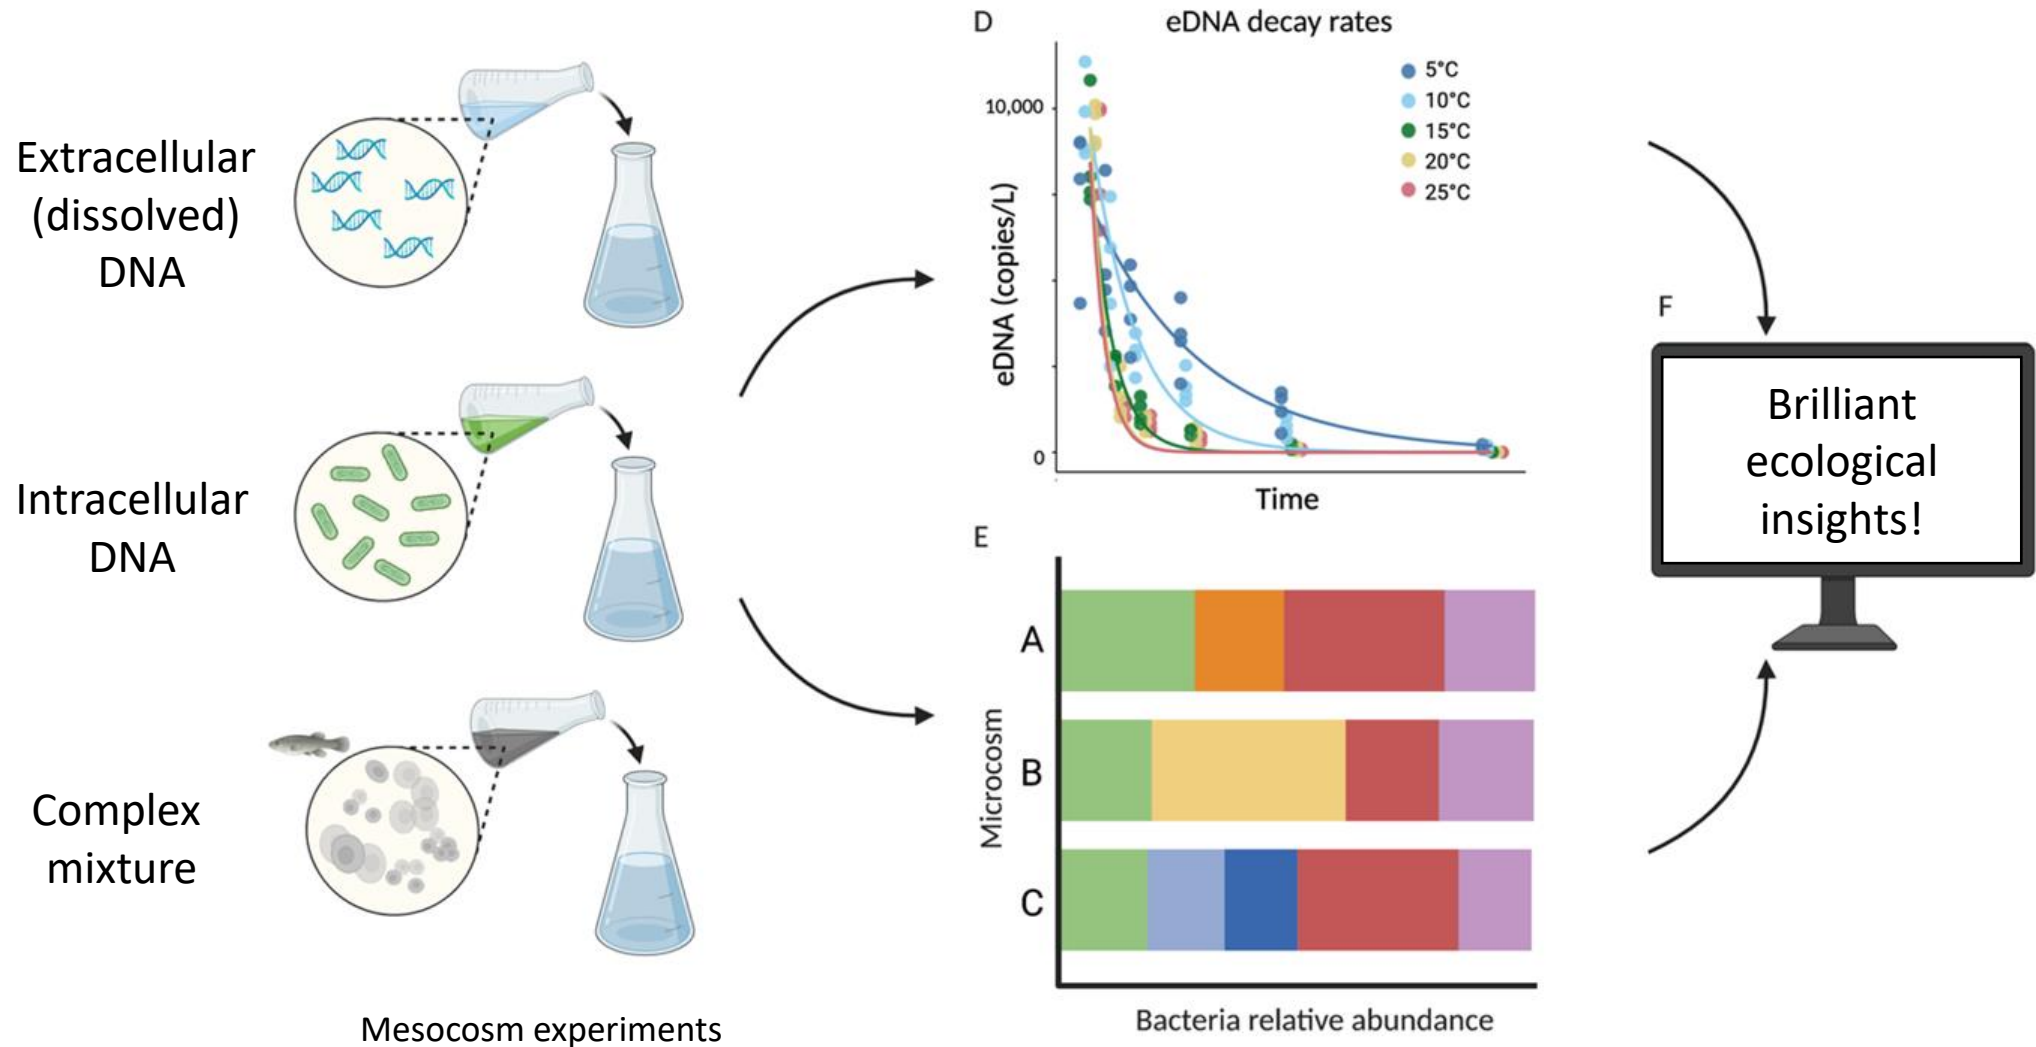 Extracellular
(dissolved)
DNA
Intracellular
DNA
Complex
mixture
Mesocosm experiments
D
eDNA decay rates
eDNA (copies/L)
10,000
0
5°C
10°C
15°C
20°C
25°C
Time
E
Microcosm
A
B
C
Bacteria relative abundance
F
Brilliant
ecological
insights!